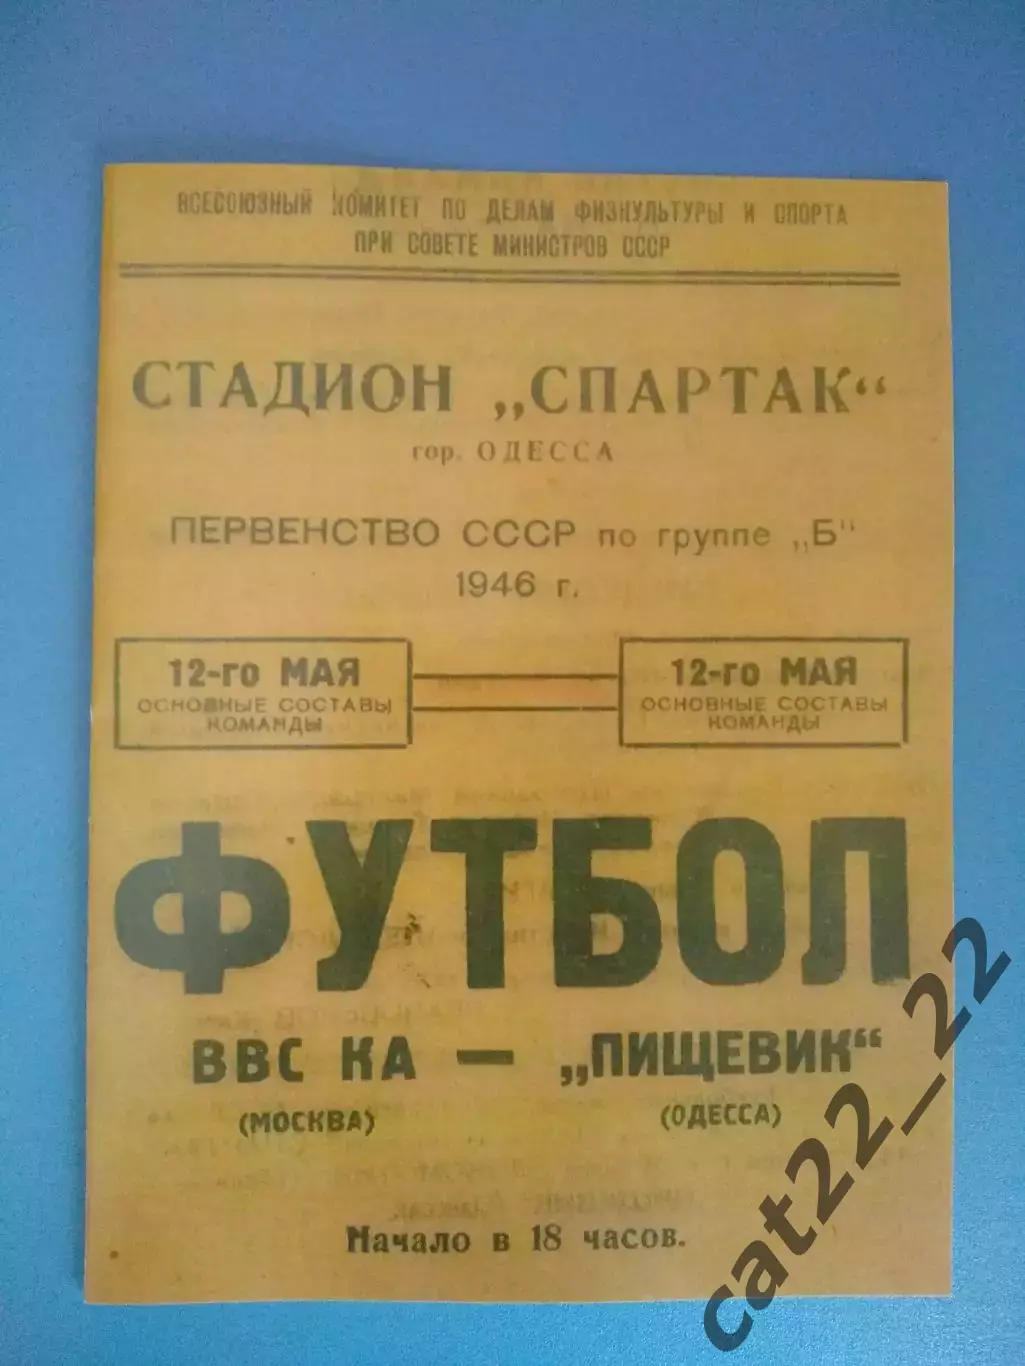 ВСЕСОЮЗНЫЙ КОМИТЕТ ПО ДЕЛАМ ФИЗКУЛЬТУРЫ И СПОРТА
ПРИ СОВЕТЕ МИНИСТРОВ СССР
СТАДИОН „СПАРТАК“
гор. ОДЕССА
ПЕРВЕНСТВО СССР по группе „Б“
1946 г.
12-го МАЯ
ОСНОВНЫЕ СОСТАВЫ
КОМАНДЫ
12-го МАЯ
ОСНОВНЫЕ СОСТАВЫ
КОМАНДЫ
ФУТБОЛ
ВВС КА — „ПИЩЕВИК“
(МОСКВА) (ОДЕССА)
Начало в 18 часов.
cat22_22